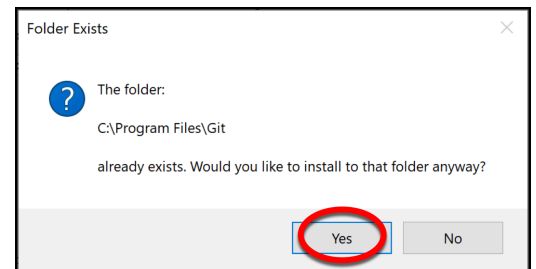 Folder Exists
?
The folder:
C:\Program Files\Git
already exists. Would you like to install to that folder anyway?
Yes No